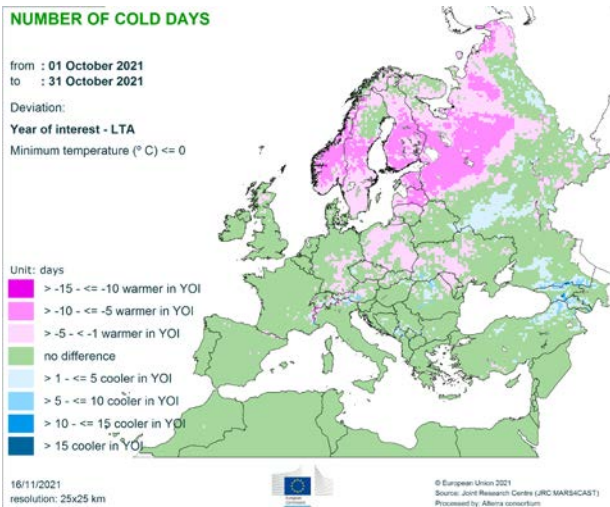 NUMBER OF COLD DAYS
from : 01 October 2021
to : 31 October 2021
Deviation:
Year of interest - LTA
Minimum temperature (º C) <= 0
Unit: days
> -15 - <= -10 warmer in YOI
> -10 - <= -5 warmer in YOI
> -5 - < -1 warmer in YOI
no difference
> 1 - <= 5 cooler in YOI
> 5 - <= 10 cooler in YOI
> 10 - <= 15 cooler in YOI
> 15 cooler in YOI
16/11/2021
resolution: 25x25 km
European
Commission
© European Union 2021
Source: Joint Research Centre (JRC MARS4CAST)
Processed by: Alterra consortium